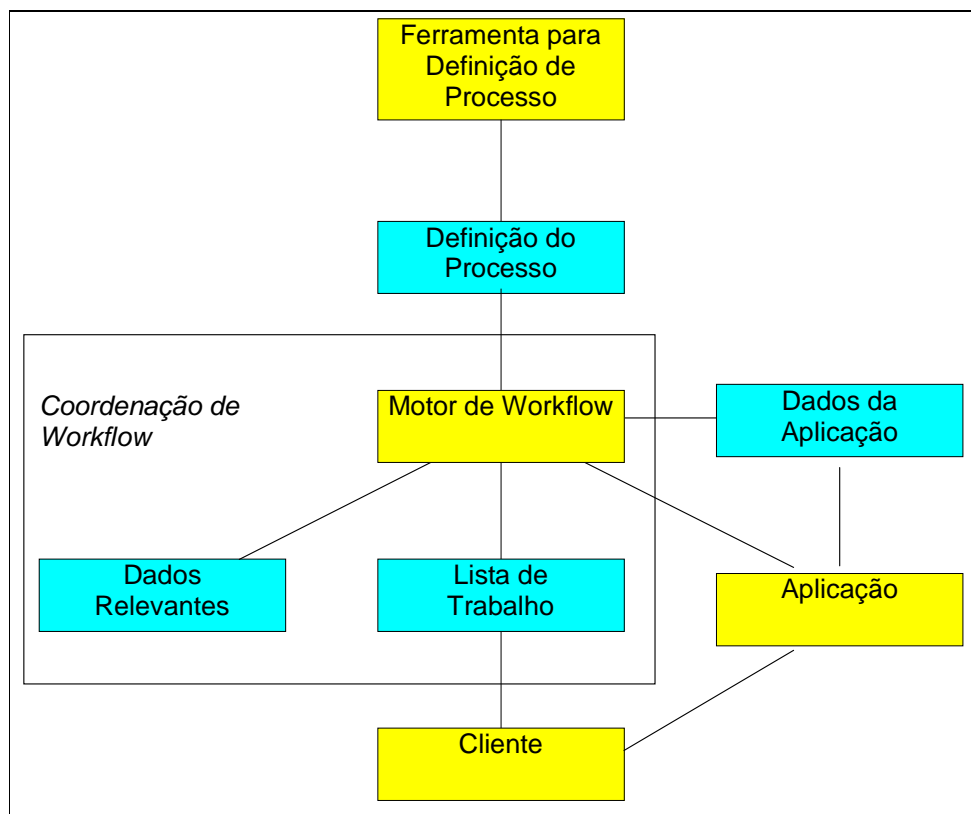 Ferramenta para
Definição de
Processo
Definição do
Processo
Coordenação de
Workflow
Motor de Workflow
Dados da
Aplicação
Dados
Relevantes
Lista de
Trabalho
Aplicação
Cliente